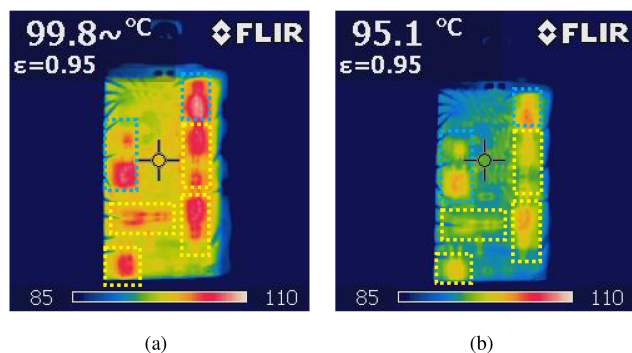 99.8~ °C FLIR
ε=0.95
85 110
(a)
95.1 °C FLIR
ε=0.95
85 110
(b)